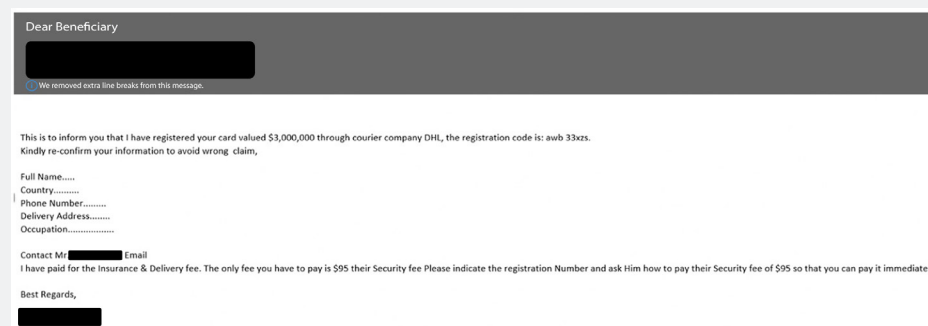 Dear Beneficiary
We removed extra line breaks from this message.
This is to inform you that I have registered your card valued $3,000,000 through courier company DHL, the registration code is: awb 33xzs.
Kindly re-confirm your information to avoid wrong  claim,
Full Name.....
Country..........
Phone Number.........
Delivery Address........
Occupation..................
Contact Mr Email
I have paid for the Insurance & Delivery fee. The only fee you have to pay is $95 their Security fee Please indicate the registration Number and ask Him how to pay their Security fee of $95 so that you can pay it immediate
Best Regards,